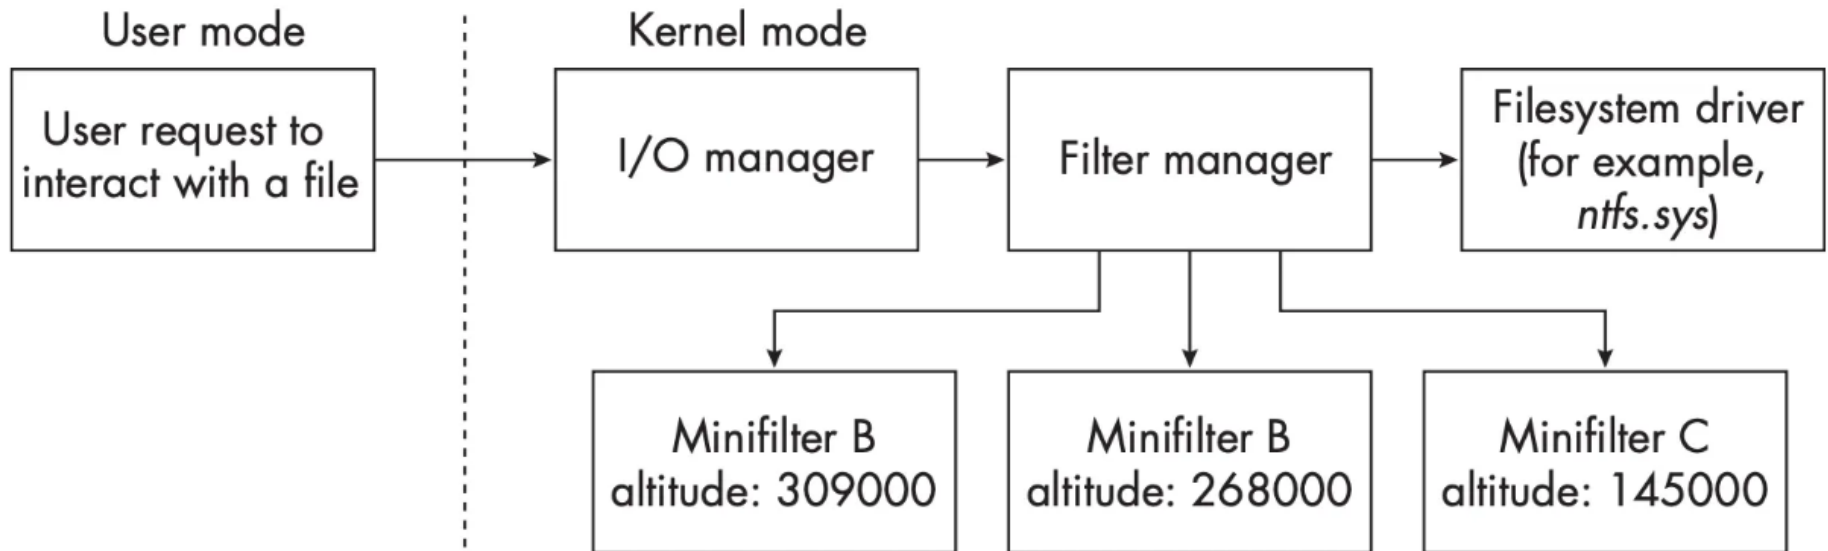 User mode
Kernel mode
User request to
interact with a file
I/O manager
Filter manager
Filesystem driver
(for example,
ntfs.sys)
Minifilter B
altitude: 309000
Minifilter B
altitude: 268000
Minifilter C
altitude: 145000